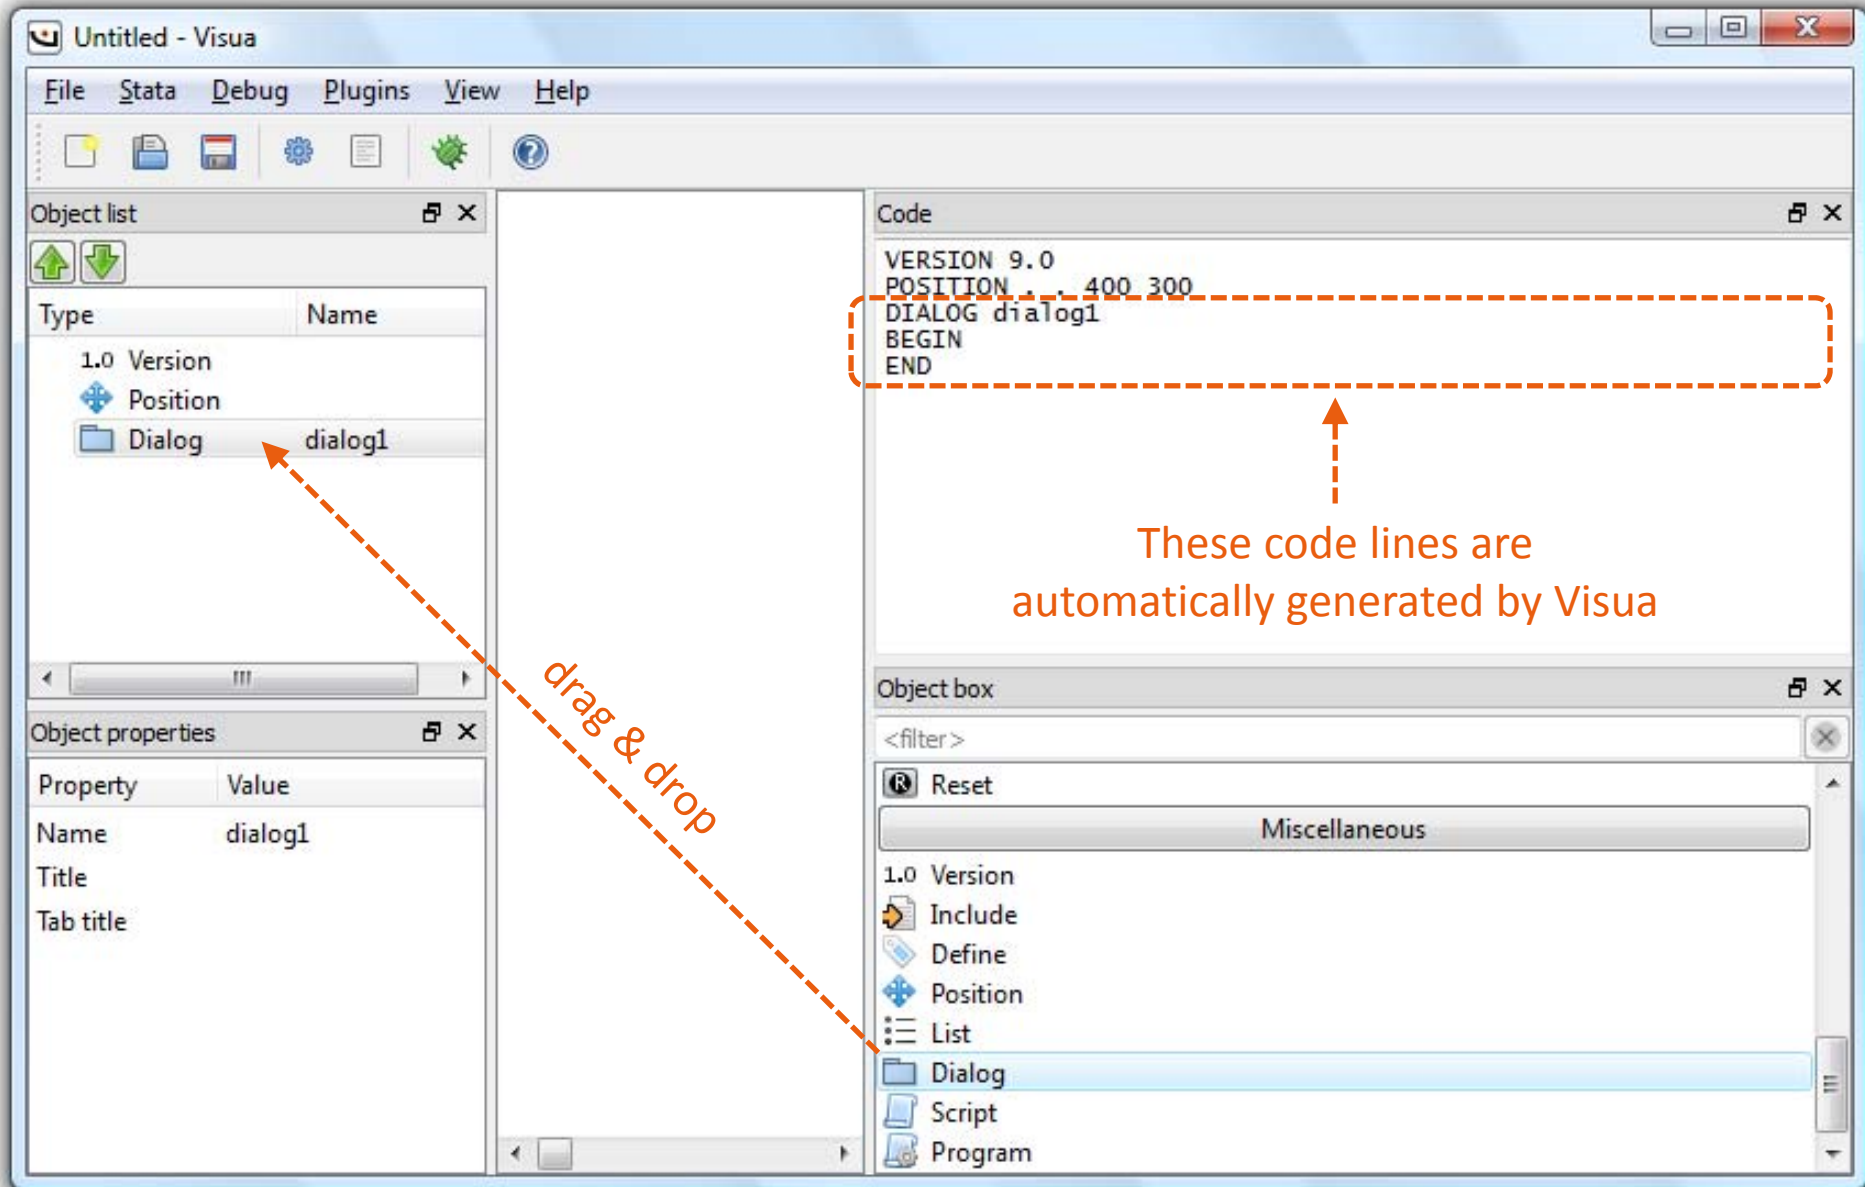 Untitled - Visua
File Stata Debug Plugins View Help
Object list
Type Name
1.0 Version
Position
Dialog dialog1
Object properties
Property Value
Name dialog1
Title
Tab title
drag & drop
Code
VERSION 9.0
POSITION . . 400 300
DIALOG dialog1
BEGIN
END
These code lines are
automatically generated by Visua
Object box
<filter>
R Reset
Miscellaneous
1.0 Version
Include
Define
Position
List
Dialog
Script
Program